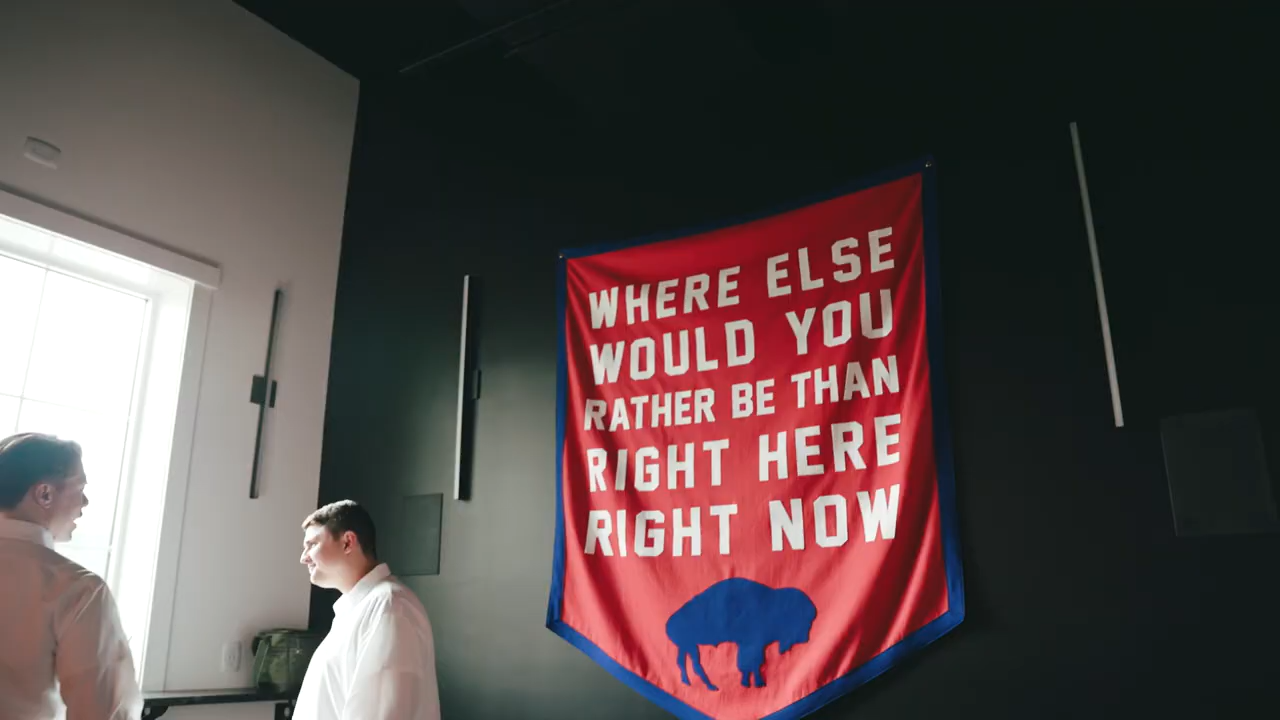 WHERE ELSE
WOULD YOU
RATHER BE THAN
RIGHT HERE
RIGHT NOW